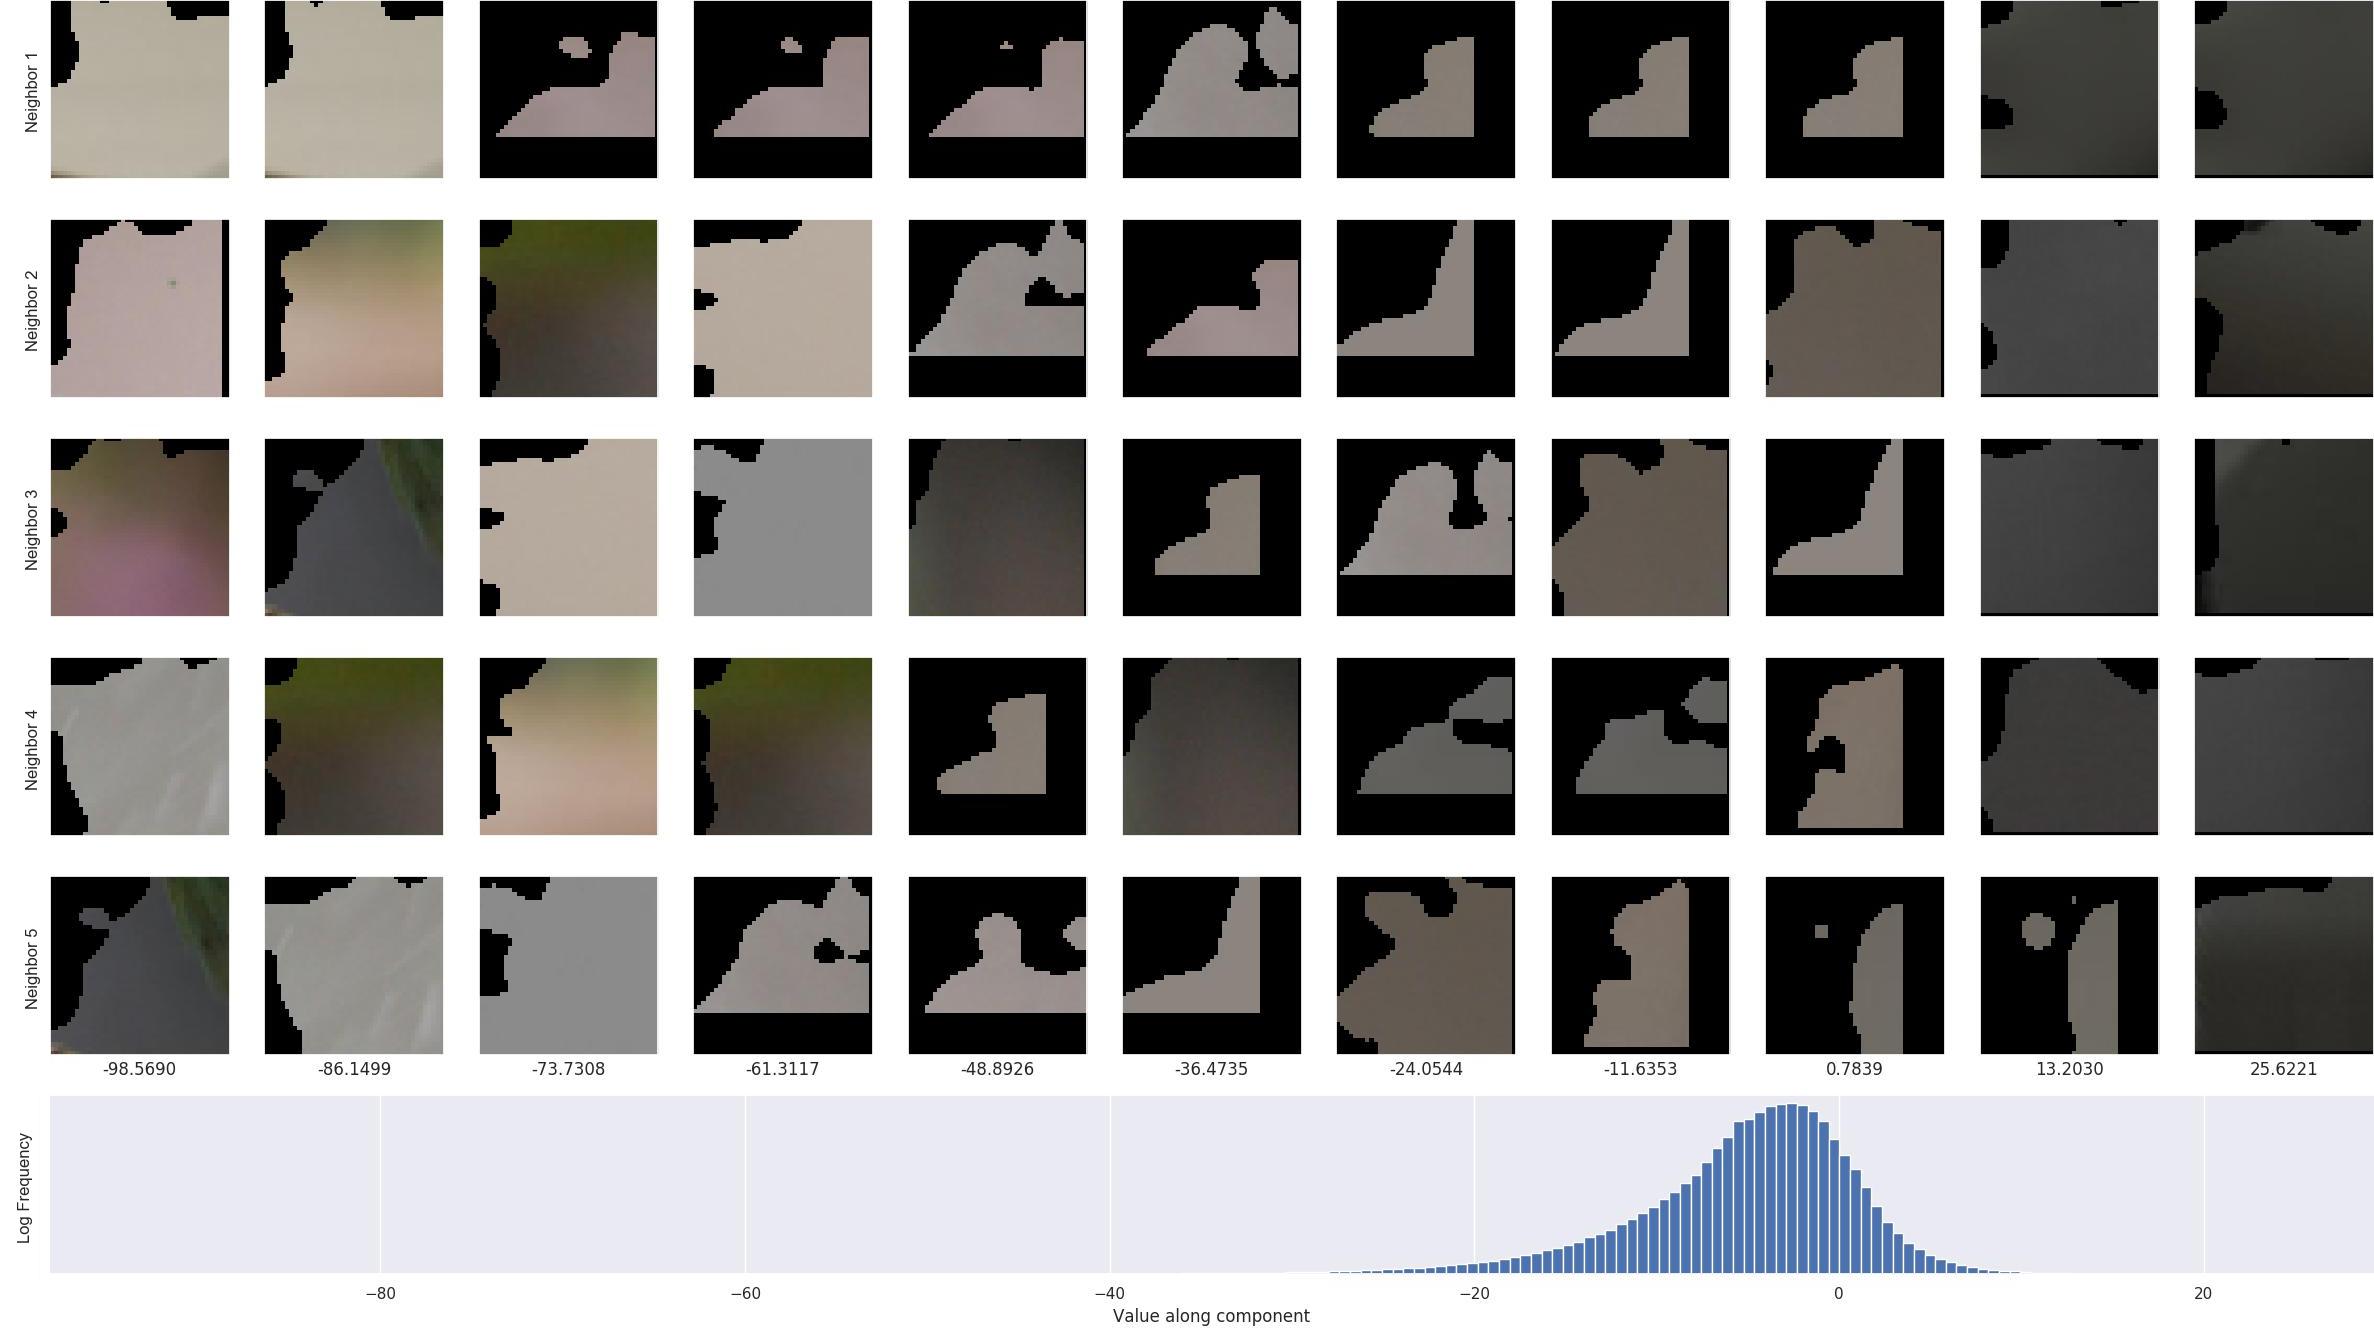 Neighbor 1
Neighbor 2
Neighbor 3
Neighbor 4
Neighbor 5
-98.5690 -86.1499 -73.7308 -61.3117 -48.8926 -36.4735 -24.0544 -11.6353 0.7839 13.2030 25.6221
Log Frequency
−80 −60 −40 −20 0 20
Value along component